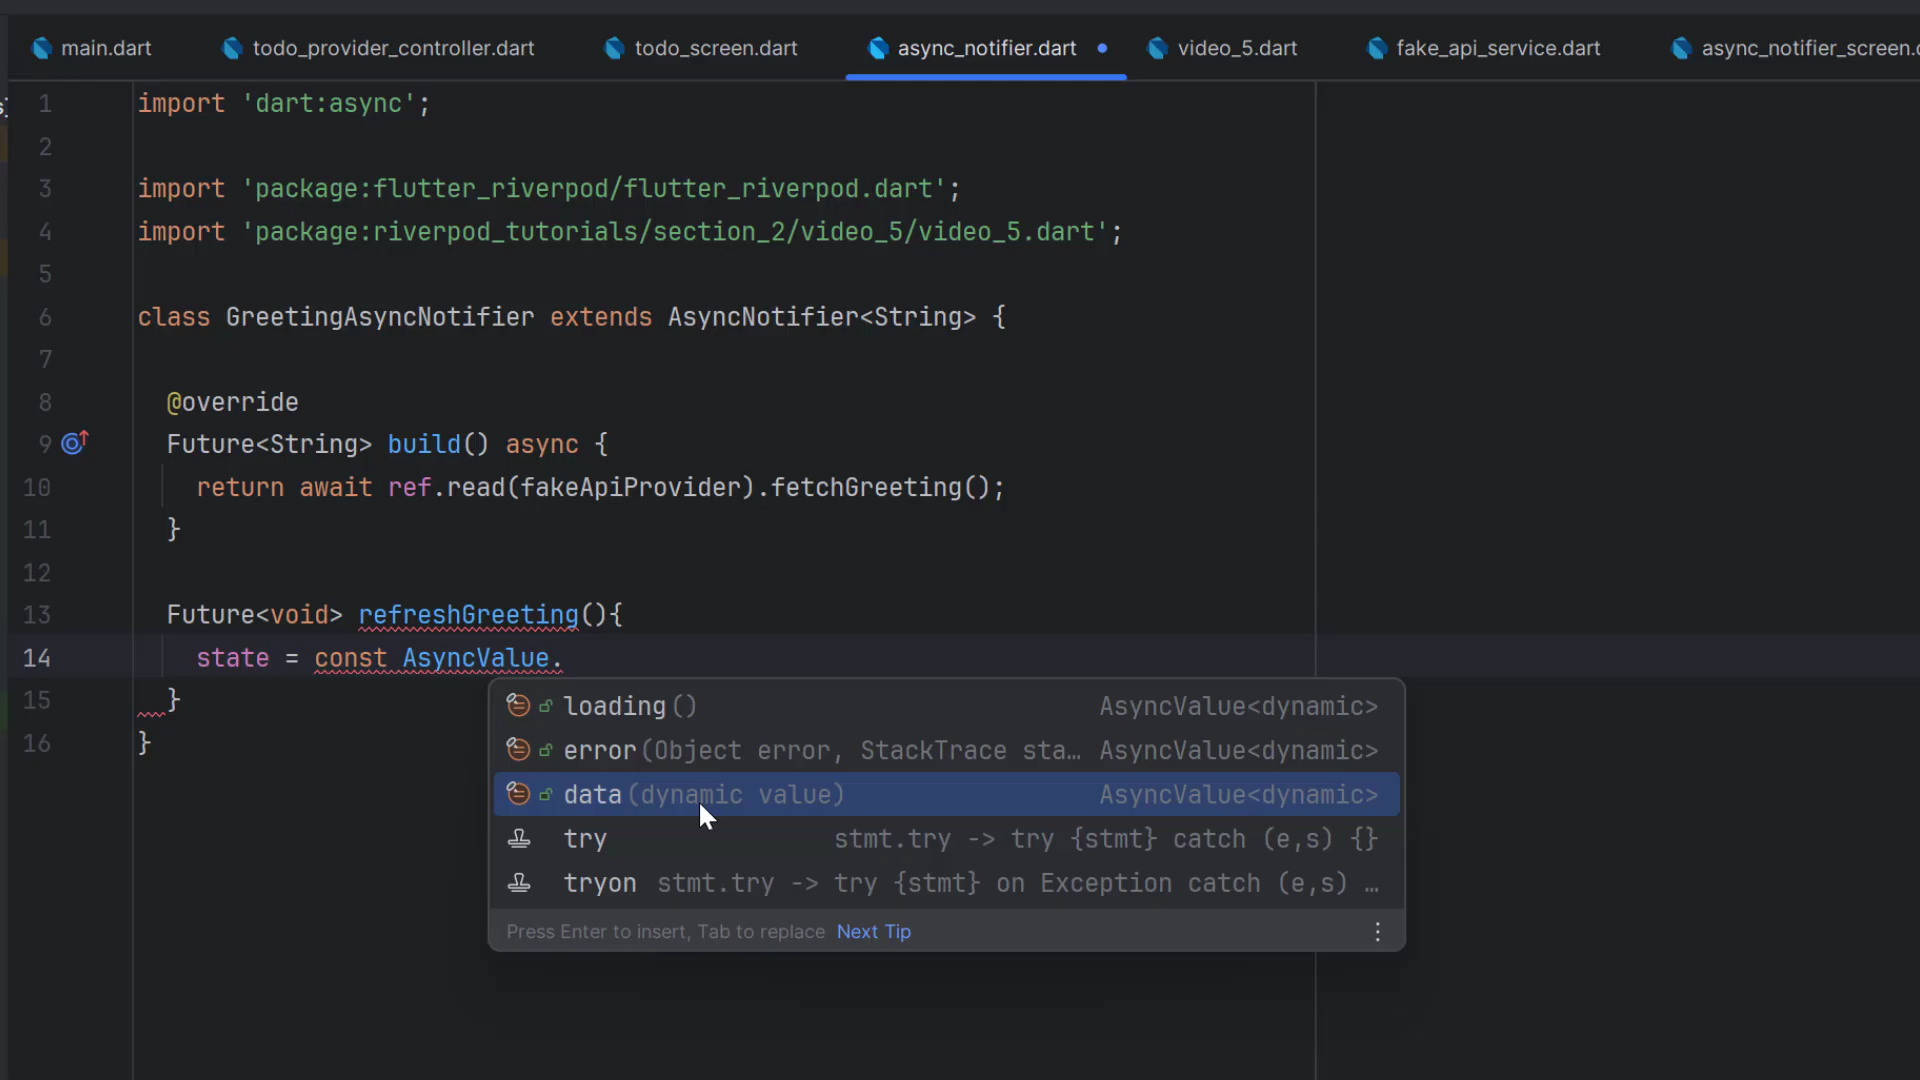 main.dart todo_provider_controller.dart todo_screen.dart async_notifier.dart video_5.dart fake_api_service.dart async_notifier_screen.d
1 import 'dart:async';
2
3 import 'package:flutter_riverpod/flutter_riverpod.dart';
4 import 'package:riverpod_tutorials/section_2/video_5/video_5.dart';
5
6 class GreetingAsyncNotifier extends AsyncNotifier<String> {
7
8 @override
9 Future<String> build() async {
10 return await ref.read(fakeApiProvider).fetchGreeting();
11 }
12
13 Future<void> refreshGreeting(){
14 state = const AsyncValue.
15 }
16 }
loading() AsyncValue<dynamic>
error(Object error, StackTrace sta… AsyncValue<dynamic>
data(dynamic value) AsyncValue<dynamic>
try stmt.try -> try {stmt} catch (e,s) {}
tryon stmt.try -> try {stmt} on Exception catch (e,s) …
Press Enter to insert, Tab to replace Next Tip